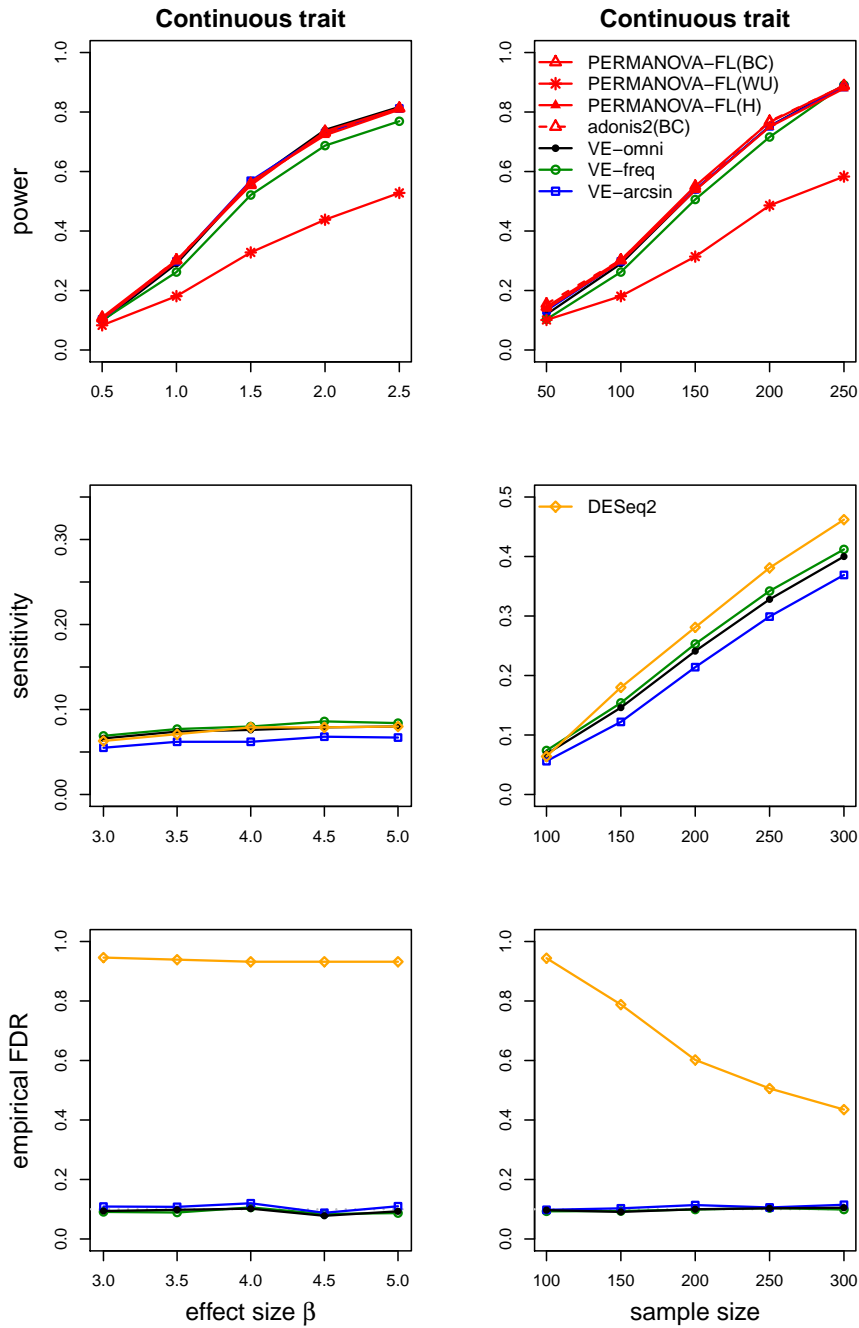 Continuous trait
Continuous trait
power
0.0 0.2 0.4 0.6 0.8 1.0
0.5 1.0 1.5 2.0 2.5
PERMANOVA−FL(BC)
PERMANOVA−FL(WU)
PERMANOVA−FL(H)
adonis2(BC)
VE−omni
VE−freq
VE−arcsin
0.0 0.2 0.4 0.6 0.8 1.0
50 100 150 200 250
sensitivity
0.00 0.10 0.20 0.30
3.0 3.5 4.0 4.5 5.0
DESeq2
0.0 0.1 0.2 0.3 0.4 0.5
100 150 200 250 300
empirical FDR
0.0 0.2 0.4 0.6 0.8 1.0
3.0 3.5 4.0 4.5 5.0
effect size β
0.0 0.2 0.4 0.6 0.8 1.0
100 150 200 250 300
sample size